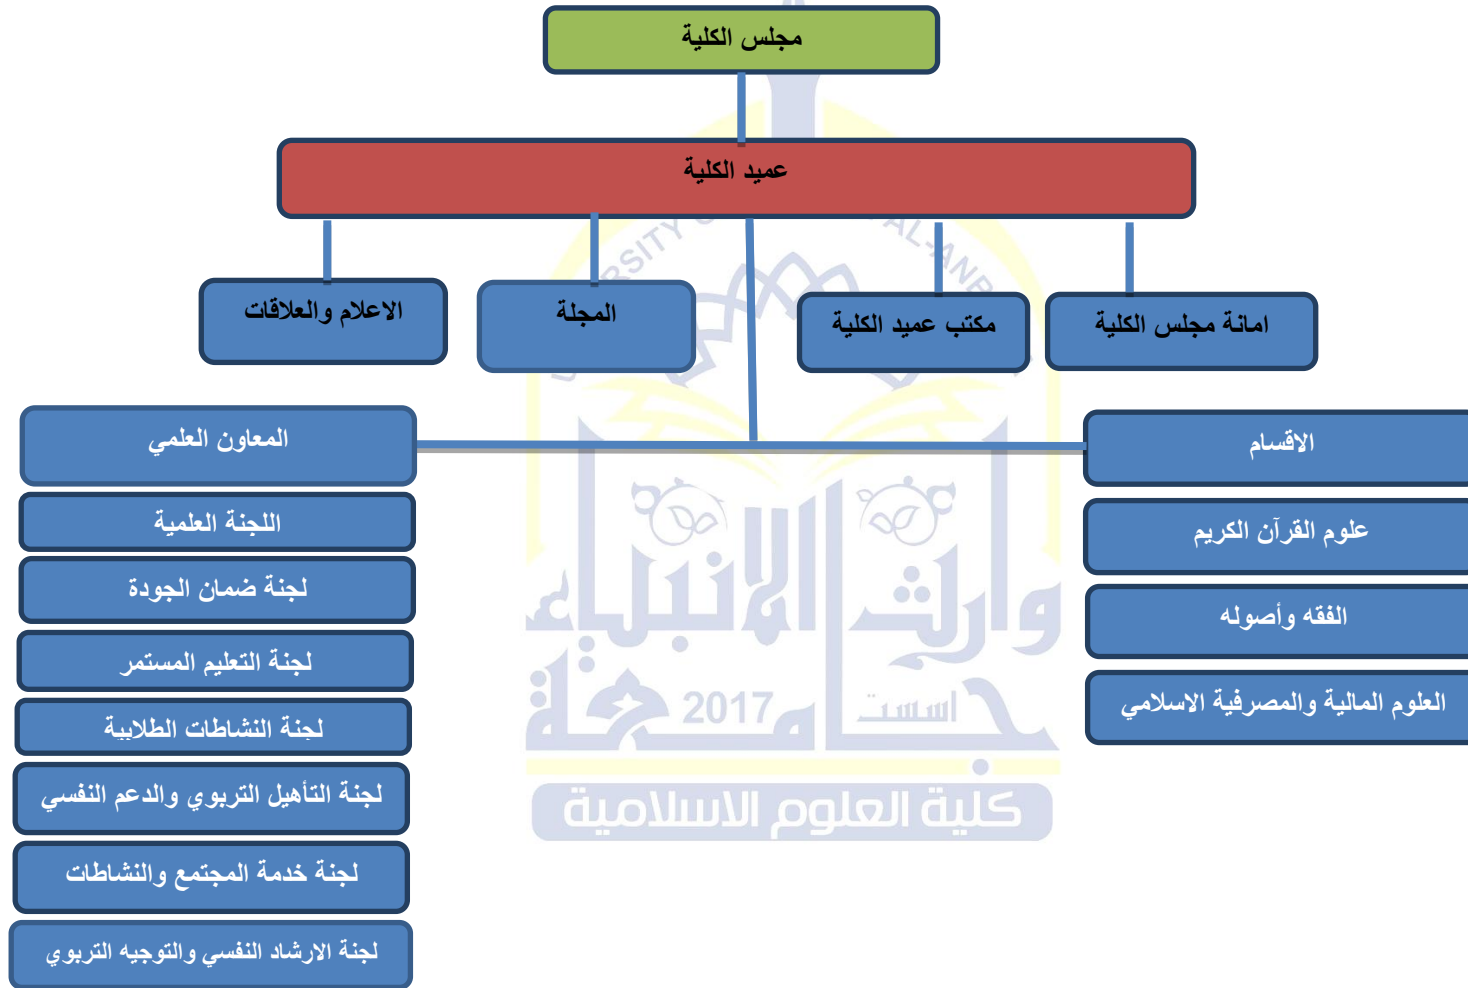 مجلس الكلية
عميد الكلية
امانة مجلس الكلية
مكتب عميد الكلية
المجلة
الاعلام والعلاقات
الاقسام
علوم القرآن الكريم
الفقه وأصوله
العلوم المالية والمصرفية الاسلامي
المعاون العلمي
اللجنة العلمية
لجنة ضمان الجودة
لجنة التعليم المستمر
لجنة النشاطات الطلابية
لجنة التأهيل التربوي والدعم النفسي
لجنة خدمة المجتمع والنشاطات
لجنة الارشاد النفسي والتوجيه التربوي
وارث الانبياء
جامعة
اسست 2017
كلية العلوم الاسلامية